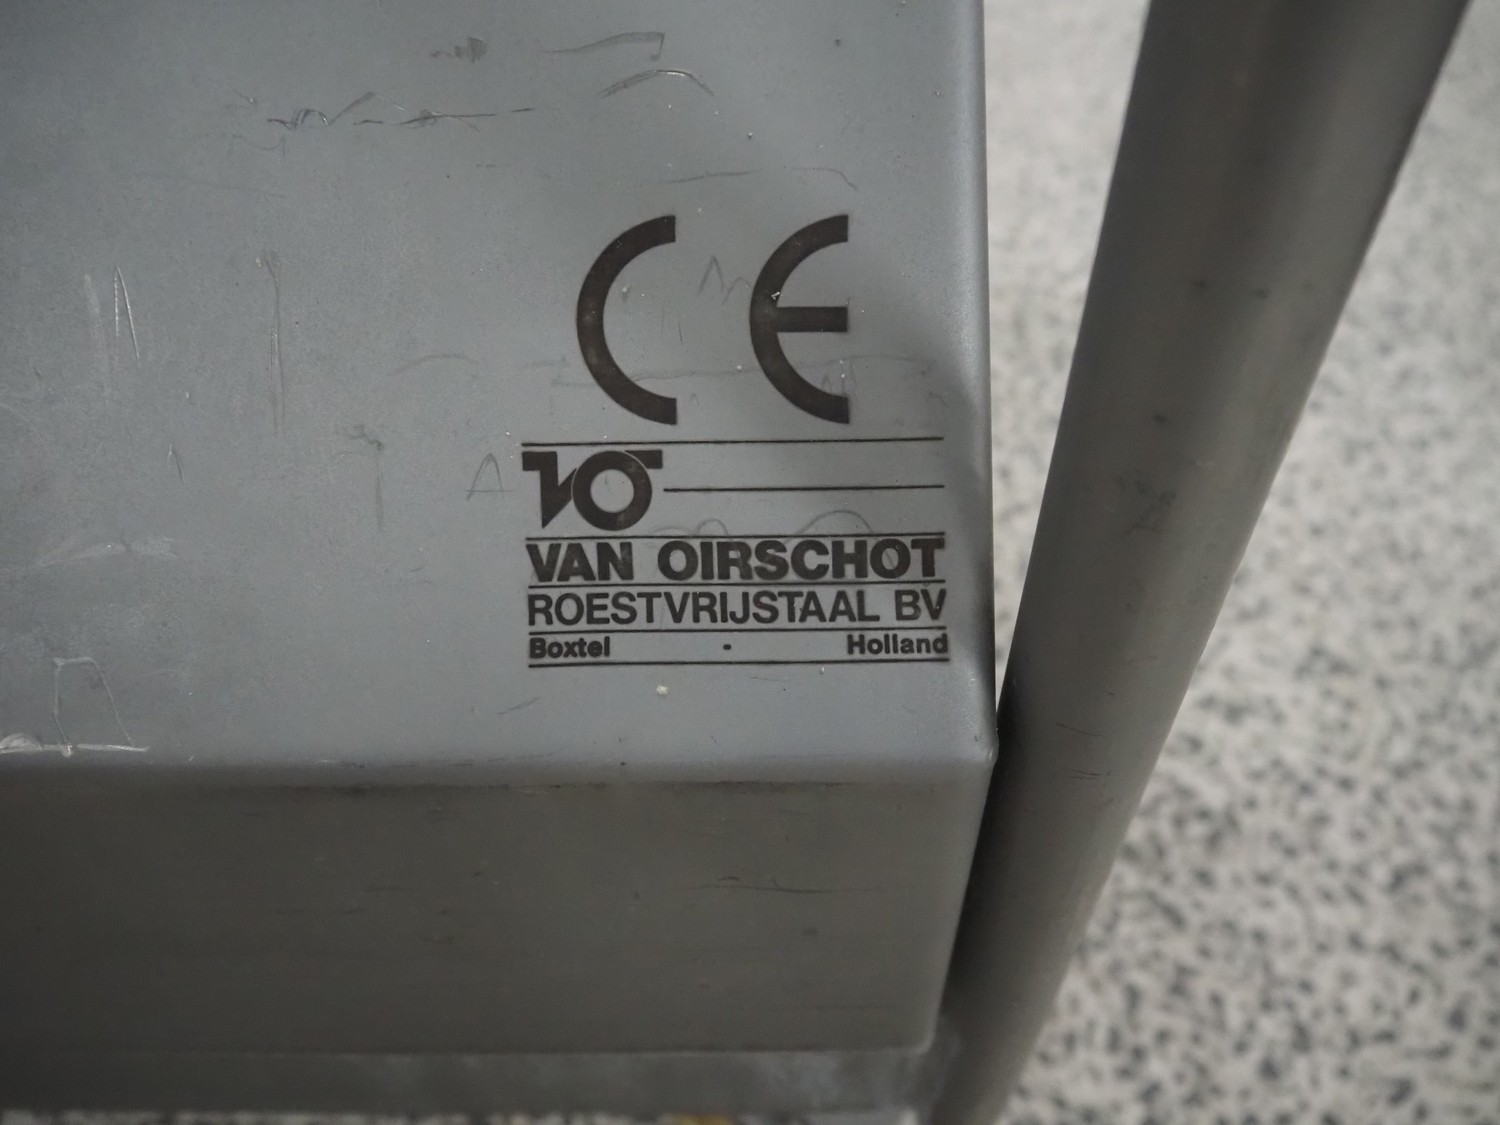 CE
VO
VAN OIRSCHOT
ROESTVRIJSTAAL BV
Boxtel · Holland